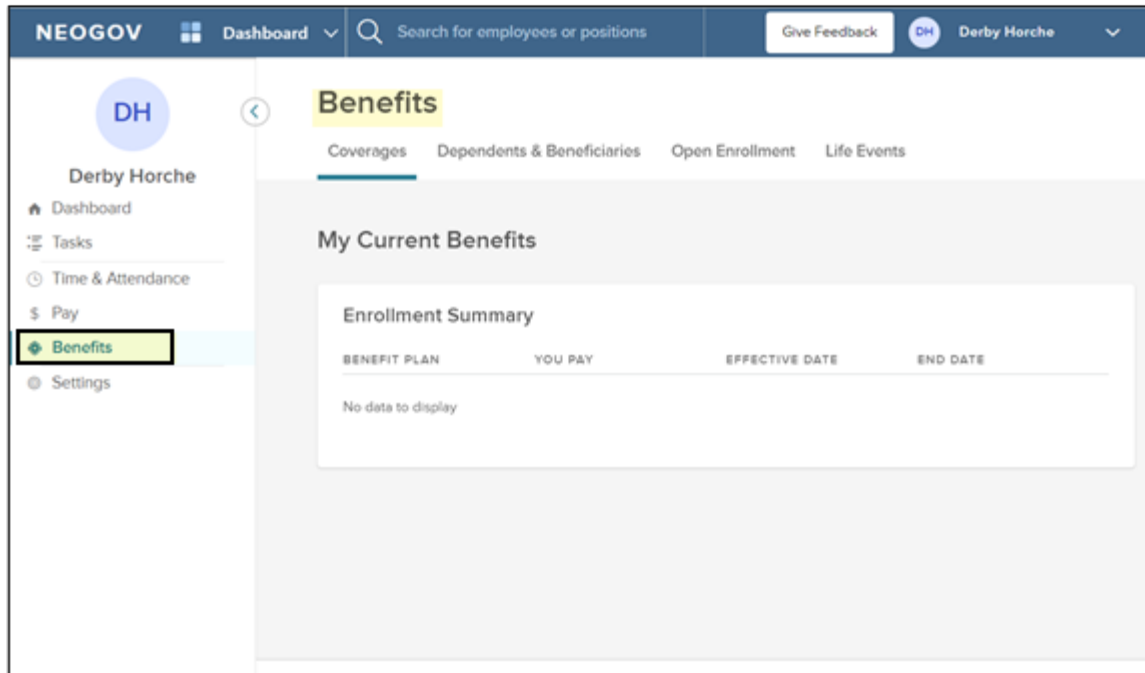 NEOGOV Dashboard Search for employees or positions Give Feedback DH Derby Horche
DH
Derby Horche
Dashboard
Tasks
Time & Attendance
$ Pay
Benefits
Settings
Benefits
Coverages Dependents & Beneficiaries Open Enrollment Life Events
My Current Benefits
Enrollment Summary
BENEFIT PLAN YOU PAY EFFECTIVE DATE END DATE
No data to display